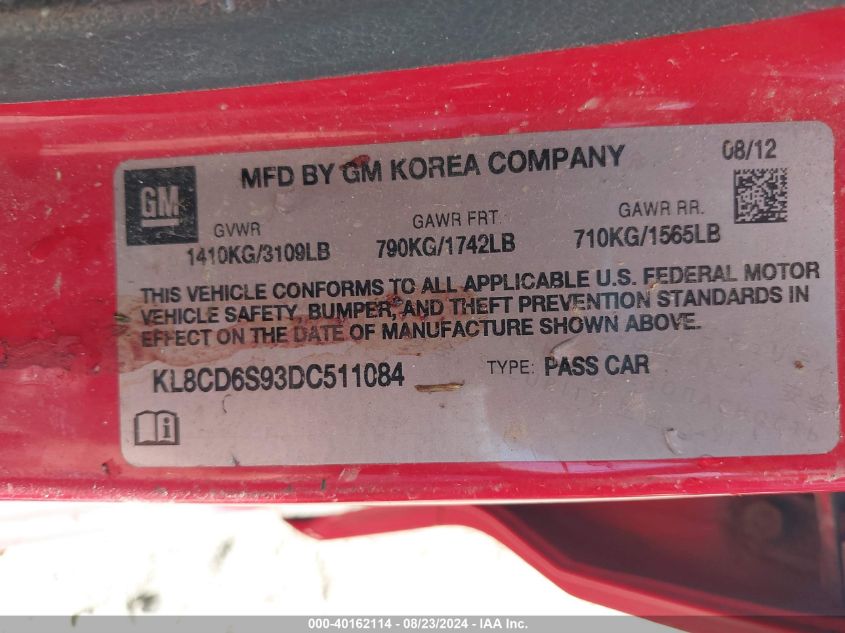 MFD BY GM KOREA COMPANY 08/12
GM
GVWR GAWR FRT. GAWR RR.
1410KG/3109LB 790KG/1742LB 710KG/1565LB
THIS VEHICLE CONFORMS TO ALL APPLICABLE U.S. FEDERAL MOTOR
VEHICLE SAFETY, BUMPER, AND THEFT PREVENTION STANDARDS IN
EFFECT ON THE DATE OF MANUFACTURE SHOWN ABOVE.
KL8CD6S93DC511084 TYPE: PASS CAR
000-40162114 - 08/23/2024 - IAA Inc.